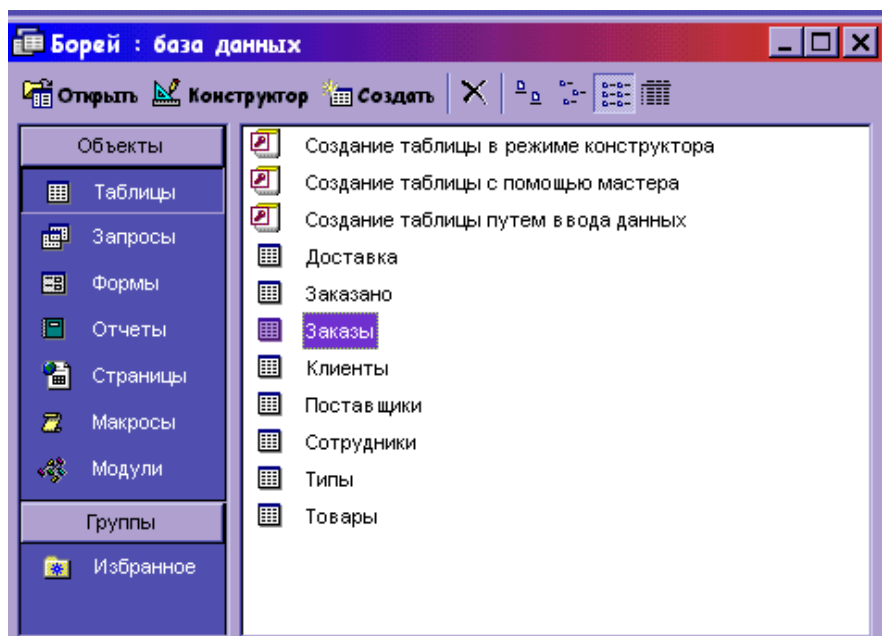 Борей : база данных
Открыть Конструктор Создать
Объекты
Таблицы
Запросы
Формы
Отчеты
Страницы
Макросы
Модули
Группы
Избранное
Создание таблицы в режиме конструктора
Создание таблицы с помощью мастера
Создание таблицы путем ввода данных
Доставка
Заказано
Заказы
Клиенты
Поставщики
Сотрудники
Типы
Товары